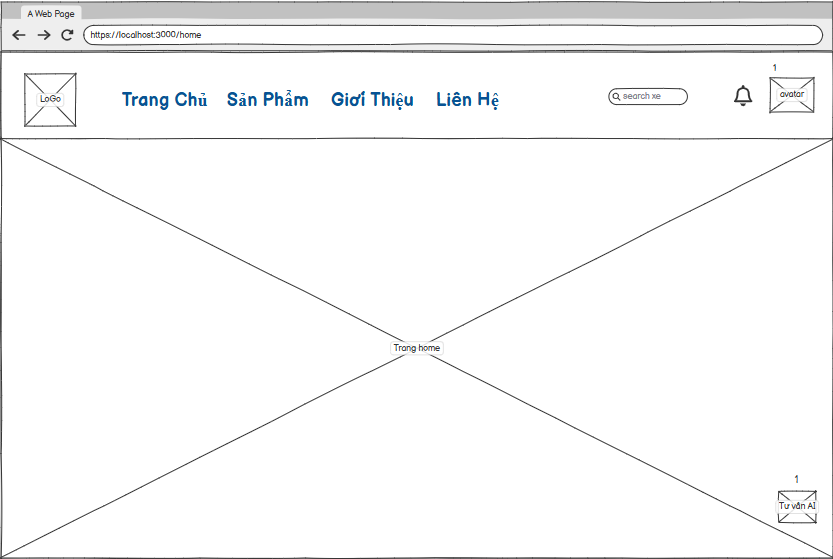 A Web Page
https://localhost:3000/home
1
LoGo
Trang Chủ Sản Phẩm Giới Thiệu Liên Hệ
search xe
avatar
Trang home
1
Tư vấn AI